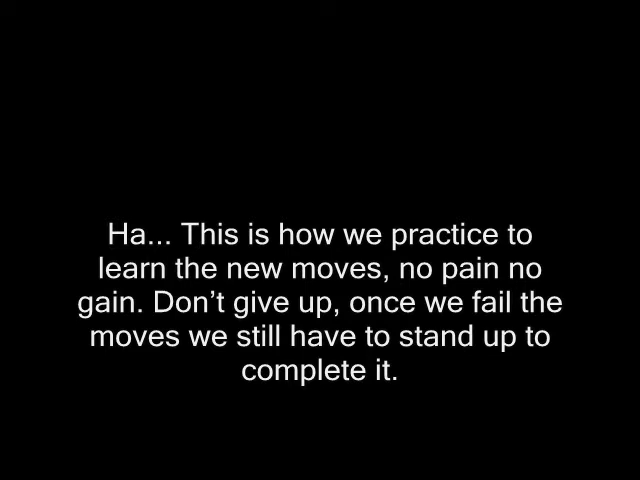 Ha... This is how we practice to
learn the new moves, no pain no
gain. Don’t give up, once we fail the
moves we still have to stand up to
complete it.